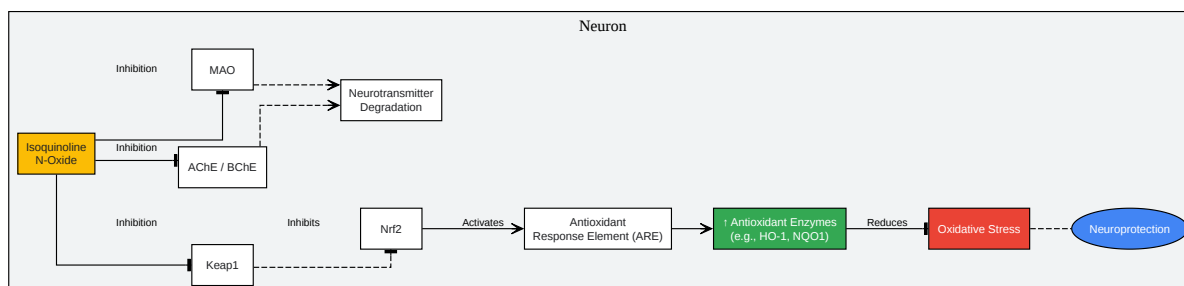 Neuron
Inhibition
MAO
Neurotransmitter
Degradation
Isoquinoline
N-Oxide
Inhibition
AChE / BChE
Inhibition
Inhibits
Nrf2
Activates
Antioxidant
Response Element (ARE)
↑ Antioxidant Enzymes
(e.g., HO-1, NQO1)
Reduces
Oxidative Stress
Neuroprotection
Keap1